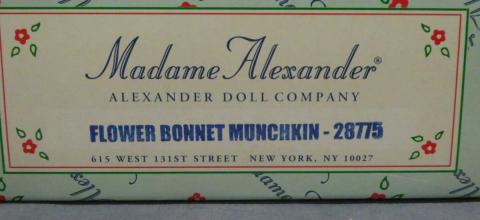 Madame Alexander®
ALEXANDER DOLL COMPANY
FLOWER BONNET MUNCHKIN - 28775
615 WEST 131ST STREET NEW YORK, NY 10027